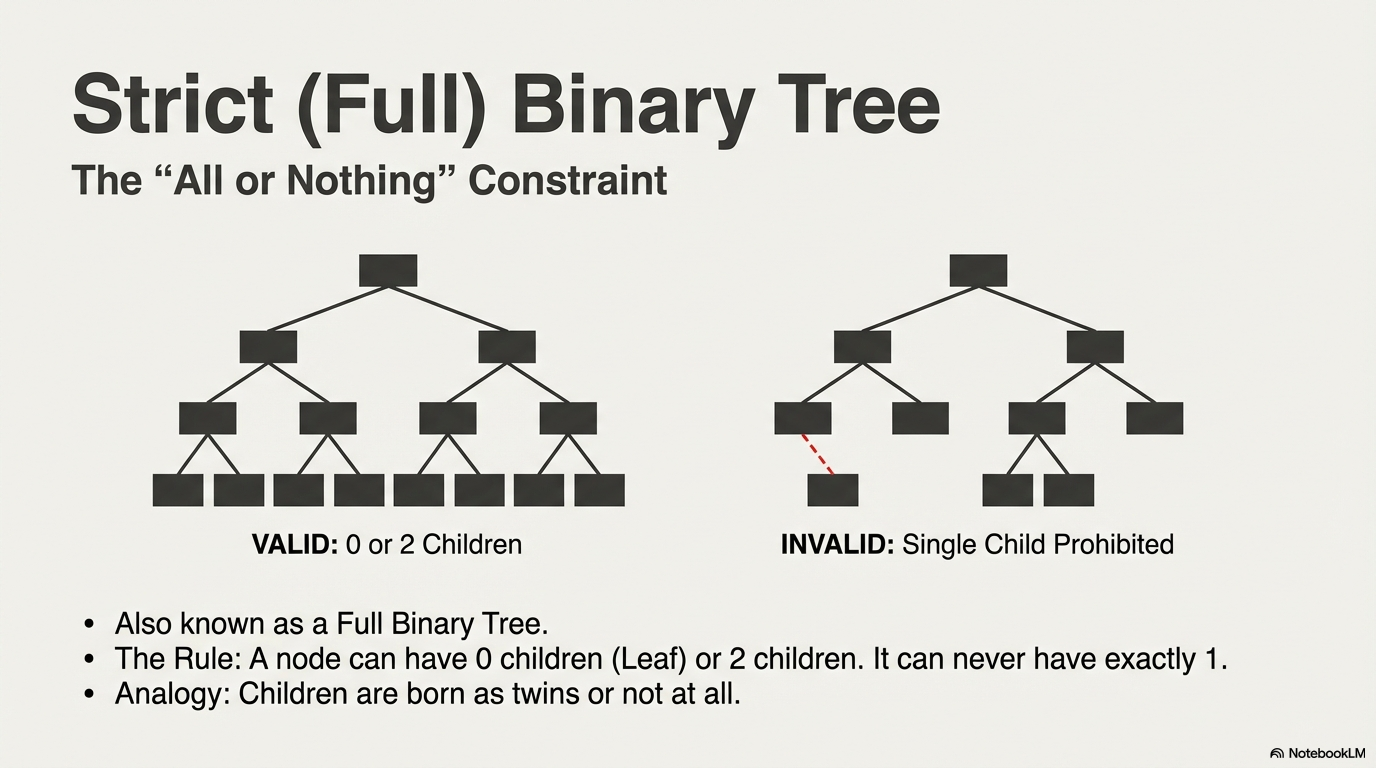 Strict (Full) Binary Tree
The “All or Nothing” Constraint
VALID: 0 or 2 Children
INVALID: Single Child Prohibited
• Also known as a Full Binary Tree.
• The Rule: A node can have 0 children (Leaf) or 2 children. It can never have exactly 1.
• Analogy: Children are born as twins or not at all.
NotebookLM